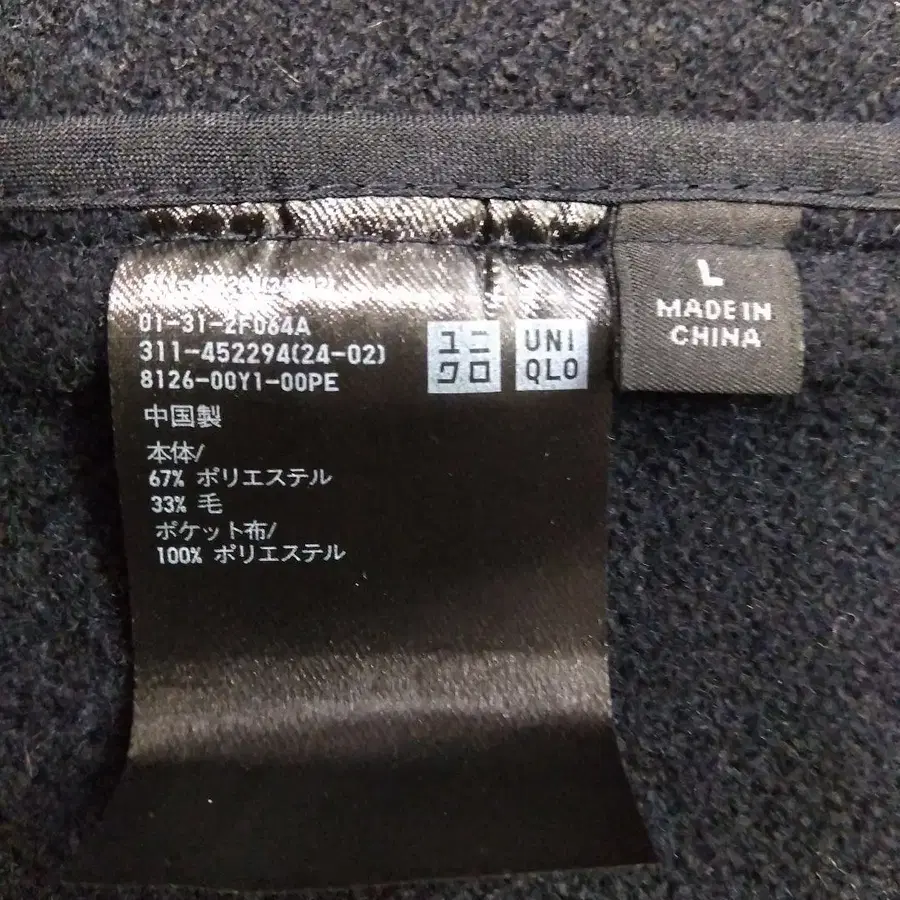 01-31-2F064A
311-452294(24-02)
8126-00Y1-00PE
中国製
本体/
67% ポリエステル
33% 毛
ポケット布/
100% ポリエステル
ユニ
クロ
UNI
QLO
L
MADE IN
CHINA